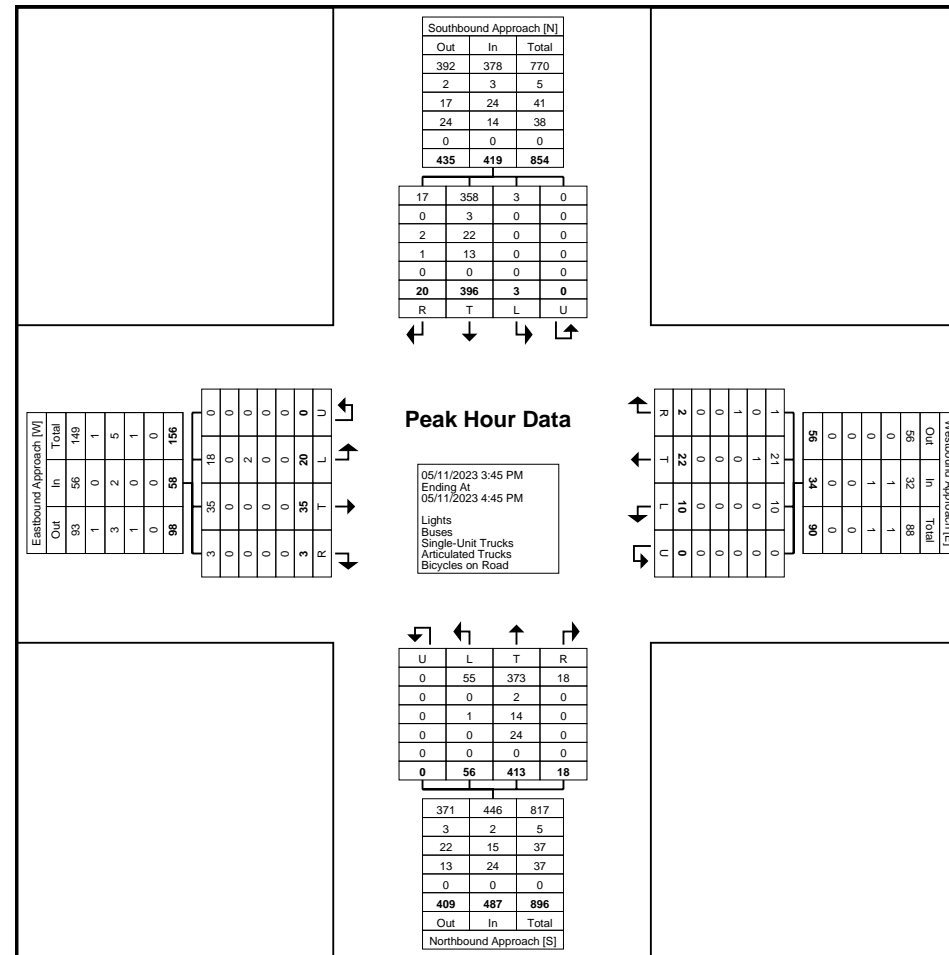 Southbound Approach [N]
Out In Total
392 378 770
2 3 5
17 24 41
24 14 38
0 0 0
435 419 854
17 358 3 0
0 3 0 0
2 22 0 0
1 13 0 0
0 0 0 0
20 396 3 0
R T L U
Eastbound Approach [W]
Out In Total
93 56 149
1 0 1
3 2 5
1 0 1
0 0 0
98 58 156
3 35 18 0
0 0 0 0
0 0 2 0
0 0 0 0
0 0 0 0
3 35 20 0
R T L U
Peak Hour Data
05/11/2023 3:45 PM
Ending At
05/11/2023 4:45 PM
Lights
Buses
Single-Unit Trucks
Articulated Trucks
Bicycles on Road
Westbound Approach [E]
Out In Total
56 32 88
0 1 1
0 1 1
0 0 0
0 0 0
56 34 90
1 21 10 0
0 1 0 0
1 0 0 0
0 0 0 0
0 0 0 0
2 22 10 0
R T L U
U L T R
0 55 373 18
0 0 2 0
0 1 14 0
0 0 24 0
0 0 0 0
0 56 413 18
371 446 817
3 2 5
22 15 37
13 24 37
0 0 0
409 487 896
Out In Total
Northbound Approach [S]